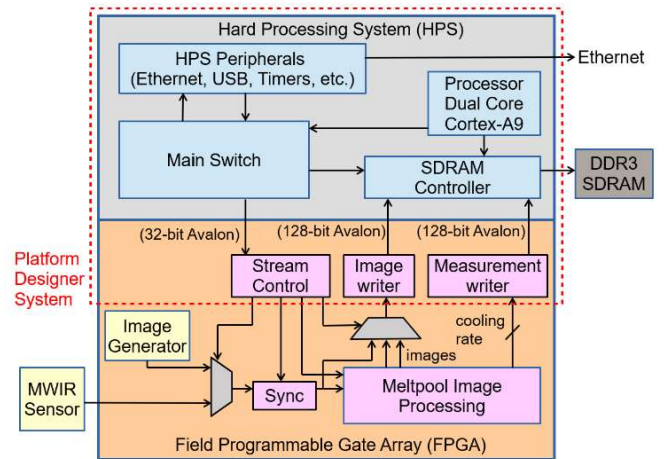 Hard Processing System (HPS)
HPS Peripherals
(Ethernet, USB, Timers, etc.)
Ethernet
Processor
Dual Core
Cortex-A9
Main Switch
SDRAM
Controller
DDR3
SDRAM
(32-bit Avalon)
(128-bit Avalon)
(128-bit Avalon)
Platform
Designer
System
Stream
Control
Image
writer
Measurement
writer
Image
Generator
cooling
rate
images
MWIR
Sensor
Sync
Meltpool Image
Processing
Field Programmable Gate Array (FPGA)